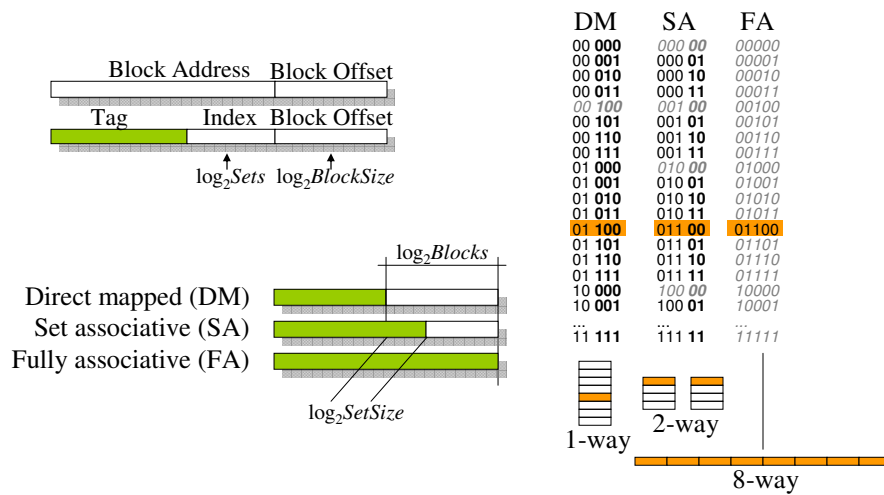 Block Address Block Offset
Tag Index Block Offset
log2Sets log2BlockSize
log2Blocks
Direct mapped (DM)
Set associative (SA)
Fully associative (FA)
log2SetSize
DM SA FA
00 000 000 00 00000
00 001 000 01 00001
00 010 000 10 00010
00 011 000 11 00011
00 100 001 00 00100
00 101 001 01 00101
00 110 001 10 00110
00 111 001 11 00111
01 000 010 00 01000
01 001 010 01 01001
01 010 010 10 01010
01 011 010 11 01011
01 100 011 00 01100
01 101 011 01 01101
01 110 011 10 01110
01 111 011 11 01111
10 000 100 00 10000
10 001 100 01 10001
... ... ...
11 111 111 11 11111
1-way 2-way
8-way